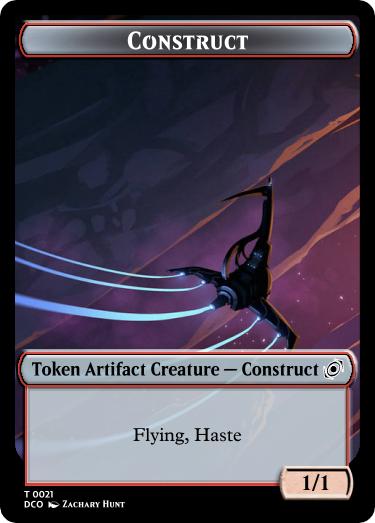 Construct
Token Artifact Creature — Construct
Flying, Haste
1/1
T 0021
DCO Zachary Hunt